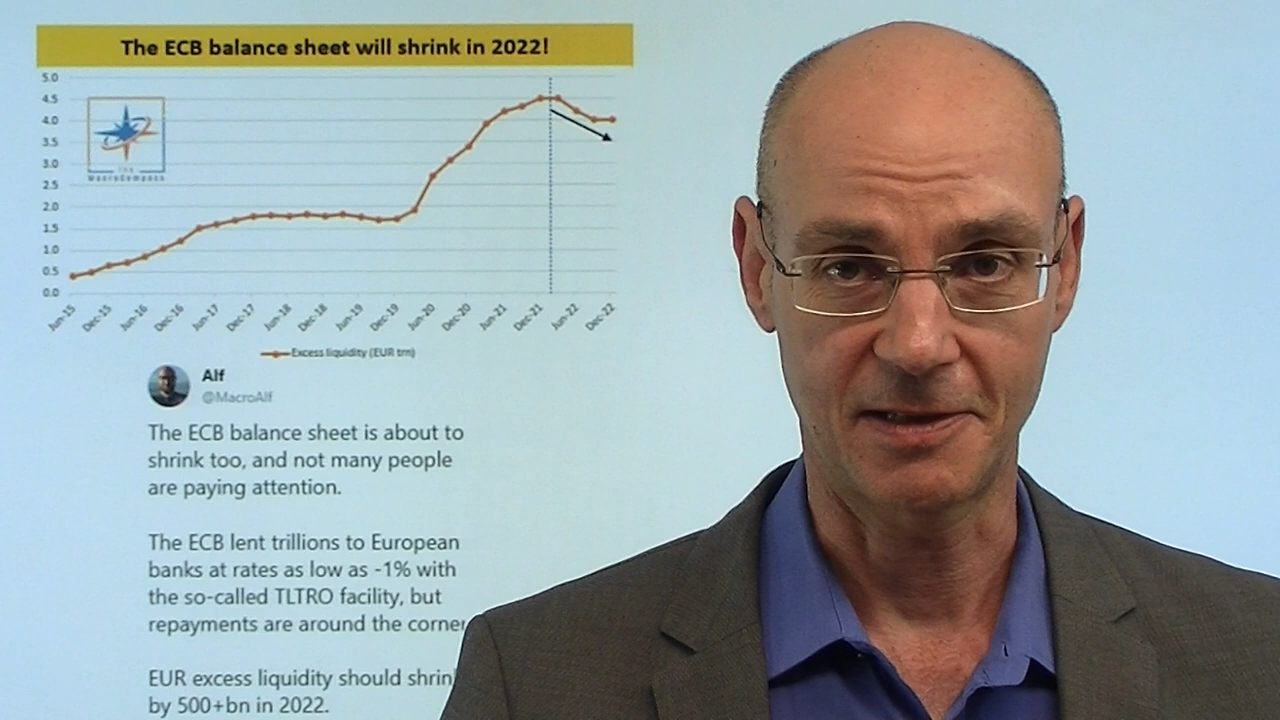 The ECB balance sheet will shrink in 2022!
5.0
4.5
4.0
3.5
3.0
2.5
2.0
1.5
1.0
0.5
0.0
The
MacroCompass
Jun-15
Dec-15
Jun-16
Dec-16
Jun-17
Dec-17
Jun-18
Dec-18
Jun-19
Dec-19
Jun-20
Dec-20
Jun-21
Dec-21
Jun-22
Dec-22
Excess liquidity (EUR trn)
Alf
@MacroAlf
The ECB balance sheet is about to
shrink too, and not many people
are paying attention.
The ECB lent trillions to European
banks at rates as low as -1% with
the so-called TLTRO facility, but
repayments are around the corner
EUR excess liquidity should shrin
by 500+bn in 2022.